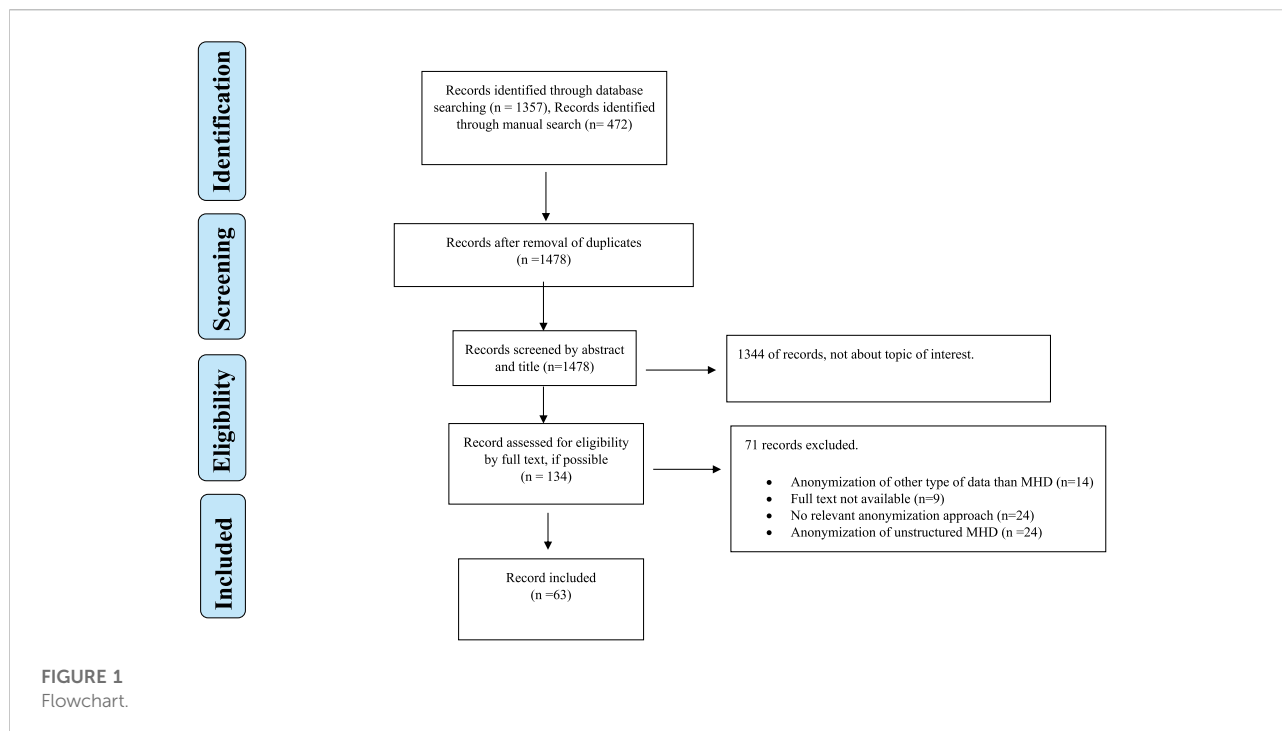 Identification
Records identified through database
searching (n = 1357), Records identified
through manual search (n= 472)
Screening
Records after removal of duplicates
(n =1478)
Records screened by abstract
and title (n=1478)
1344 of records, not about topic of interest.
Eligibility
Record assessed for eligibility
by full text, if possible
(n = 134)
71 records excluded.
• Anonymization of other type of data than MHD (n=14)
• Full text not available (n=9)
• No relevant anonymization approach (n=24)
• Anonymization of unstructured MHD (n =24)
Included
Record included
(n =63)
FIGURE 1
Flowchart.